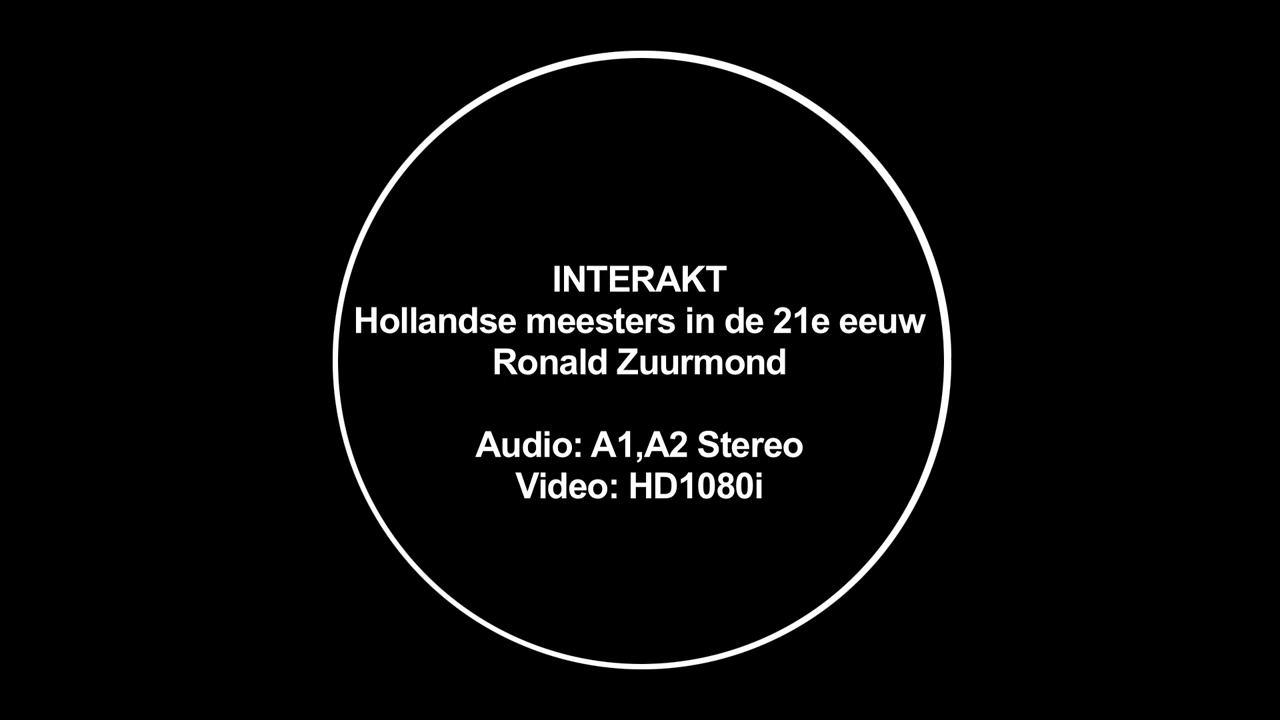 INTERAKT
Hollandse meesters in de 21e eeuw
Ronald Zuurmond
Audio: A1,A2 Stereo
Video: HD1080i